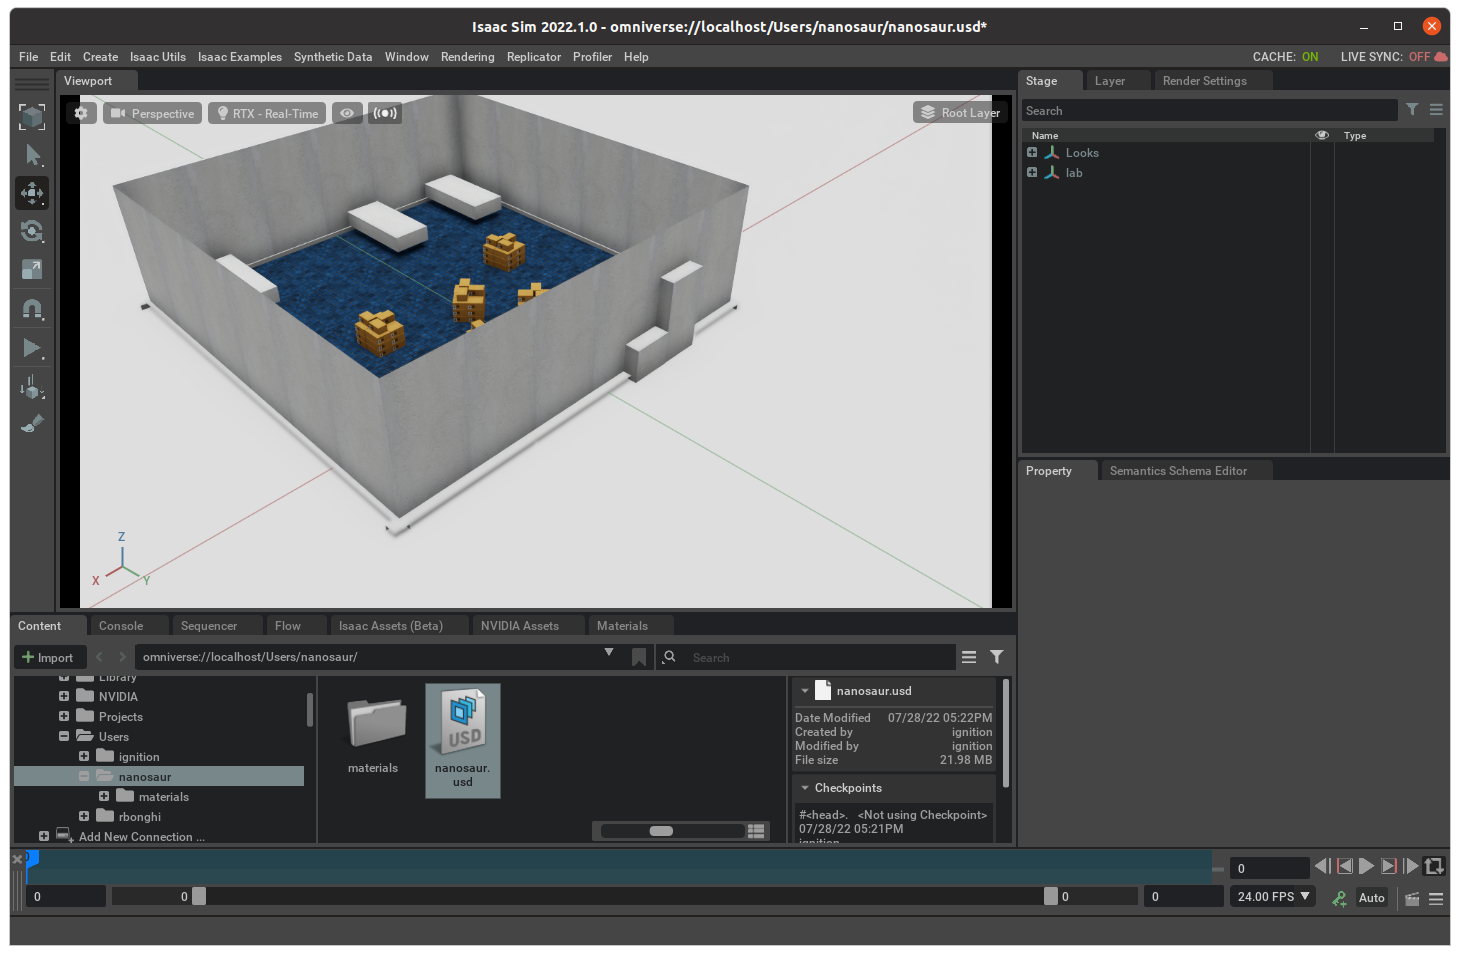 Isaac Sim 2022.1.0 - omniverse://localhost/Users/nanosaur/nanosaur.usd*
File Edit Create Isaac Utils Isaac Examples Synthetic Data Window Rendering Replicator Profiler Help CACHE: ON LIVE SYNC: OFF
Viewport
Perspective RTX - Real-Time Root Layer
Z
X Y
Stage Layer Render Settings
Search
Name Type
Looks
lab
Property Semantics Schema Editor
Content Console Sequencer Flow Isaac Assets (Beta) NVIDIA Assets Materials
Import omniverse://localhost/Users/nanosaur/ Search
Library
NVIDIA
Projects
Users
ignition
nanosaur
materials
rbonghi
Add New Connection ...
materials
USD
nanosaur.
usd
nanosaur.usd
Date Modified 07/28/22 05:22PM
Created by ignition
Modified by ignition
File size 21.98 MB
Checkpoints
#<head>. <Not using Checkpoint>
07/28/22 05:21PM
ignition
0
0 0 0 0 24.00 FPS Auto